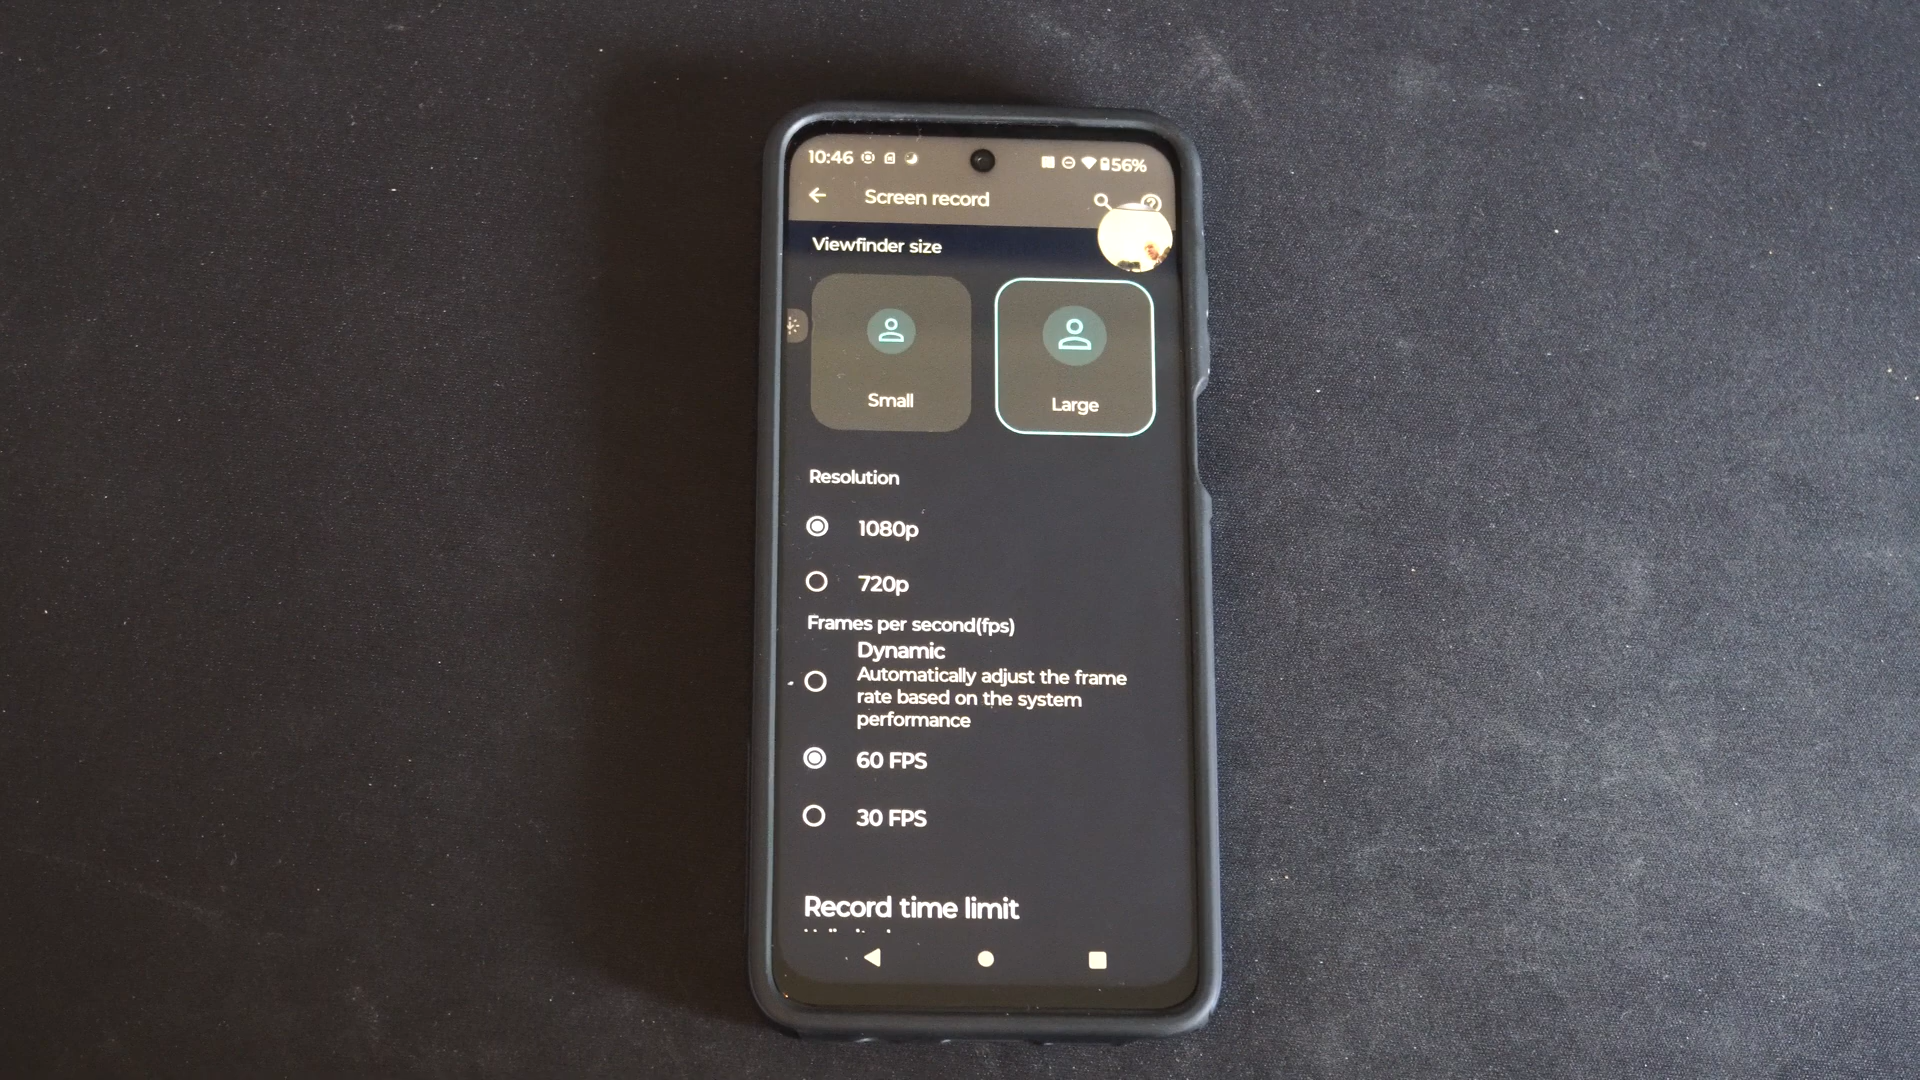 10:46 56%
Screen record
Viewfinder size
Small Large
Resolution
1080p
720p
Frames per second(fps)
Dynamic
Automatically adjust the frame
rate based on the system
performance
60 FPS
30 FPS
Record time limit